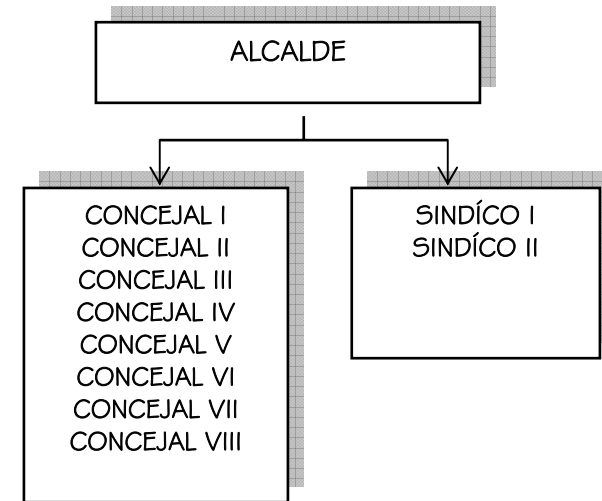 ALCALDE
CONCEJAL I
CONCEJAL II
CONCEJAL III
CONCEJAL IV
CONCEJAL V
CONCEJAL VI
CONCEJAL VII
CONCEJAL VIII
SINDÍCO I
SINDÍCO II